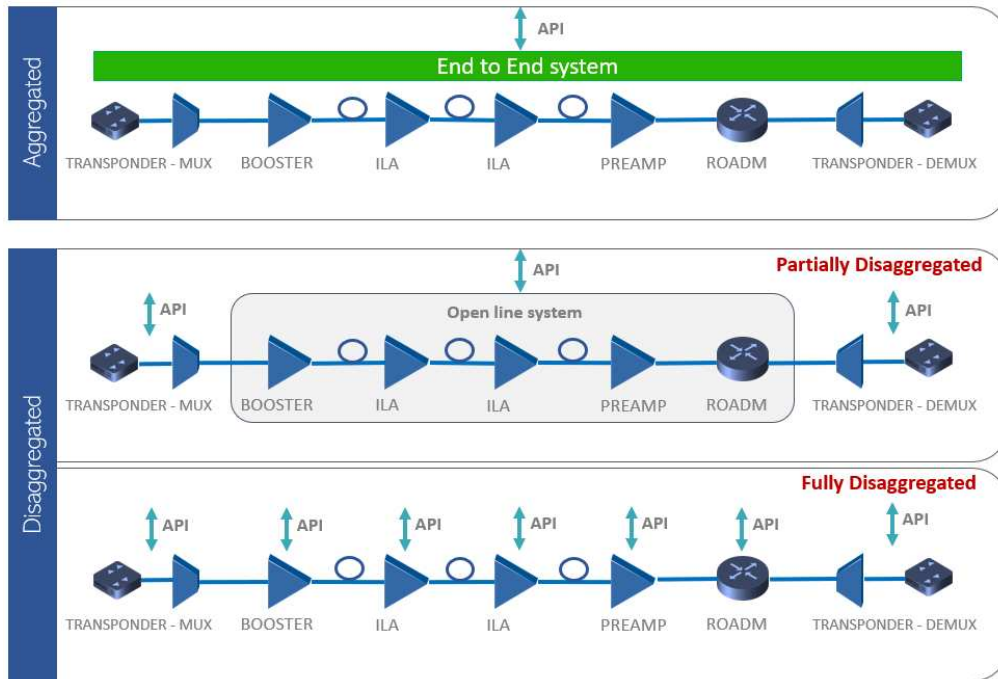 Aggregated
API
End to End system
TRANSPONDER - MUX
BOOSTER
ILA
ILA
PREAMP
ROADM
TRANSPONDER - DEMUX
Disaggregated
Partially Disaggregated
API
API
API
Open line system
TRANSPONDER - MUX
BOOSTER
ILA
ILA
PREAMP
ROADM
TRANSPONDER - DEMUX
Fully Disaggregated
API
API
API
API
API
API
API
TRANSPONDER - MUX
BOOSTER
ILA
ILA
PREAMP
ROADM
TRANSPONDER - DEMUX